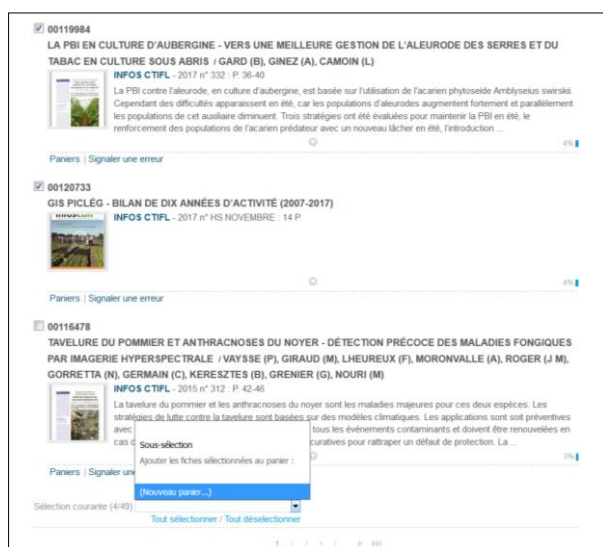 00119984
LA PBI EN CULTURE D'AUBERGINE - VERS UNE MEILLEURE GESTION DE L'ALEURODE DES SERRES ET DU
TABAC EN CULTURE SOUS ABRIS / GARD (B), GINEZ (A), CAMOIN (L)
INFOS CTIFL - 2017 n° 332 : P. 36-40
La PBI contre l'aleurode, en culture d'aubergine, est basée sur l'utilisation de l'acarien phytoseide Amblyseius swirskii.
Cependant des difficultés apparaissent en été, car les populations d'aleurodes augmentent fortement et parallèlement
les populations de cet auxiliaire diminuent. Trois stratégies ont été évaluées pour maintenir la PBI en été, le
renforcement des populations de l'acarien prédateur avec un nouveau lâcher en été, l'introduction ...
4%
Paniers | Signaler une erreur
00120733
GIS PICLÉG - BILAN DE DIX ANNÉES D'ACTIVITÉ (2007-2017)
INFOS CTIFL - 2017 n° HS NOVEMBRE : 14 P.
4%
Paniers | Signaler une erreur
00116478
TAVELURE DU POMMIER ET ANTHRACNOSES DU NOYER - DÉTECTION PRÉCOCE DES MALADIES FONGIQUES
PAR IMAGERIE HYPERSPECTRALE / VAYSSE (P), GIRAUD (M), LHEUREUX (F), MORONVALLE (A), ROGER (J M),
GORRETTA (N), GERMAIN (C), KERESZTES (B), GRENIER (G), NOURI (M)
INFOS CTIFL - 2015 n° 312 : P. 42-46
La tavelure du pommier et les anthracnoses du noyer sont les maladies majeures pour ces deux espèces. Les
stratégies de lutte contre la tavelure sont basées sur des modèles climatiques. Les applications sont soit préventives
avec tous les événements contaminants et doivent être renouvelées en
cas d curatives pour rattraper un défaut de protection. La ...
Sous-sélection
Ajouter les fiches sélectionnées au panier :
3%
Paniers | Signaler un
(Nouveau panier...)
Sélection courante (4/49)
Tout sélectionner / Tout déselectionner
1 2 3 4 5